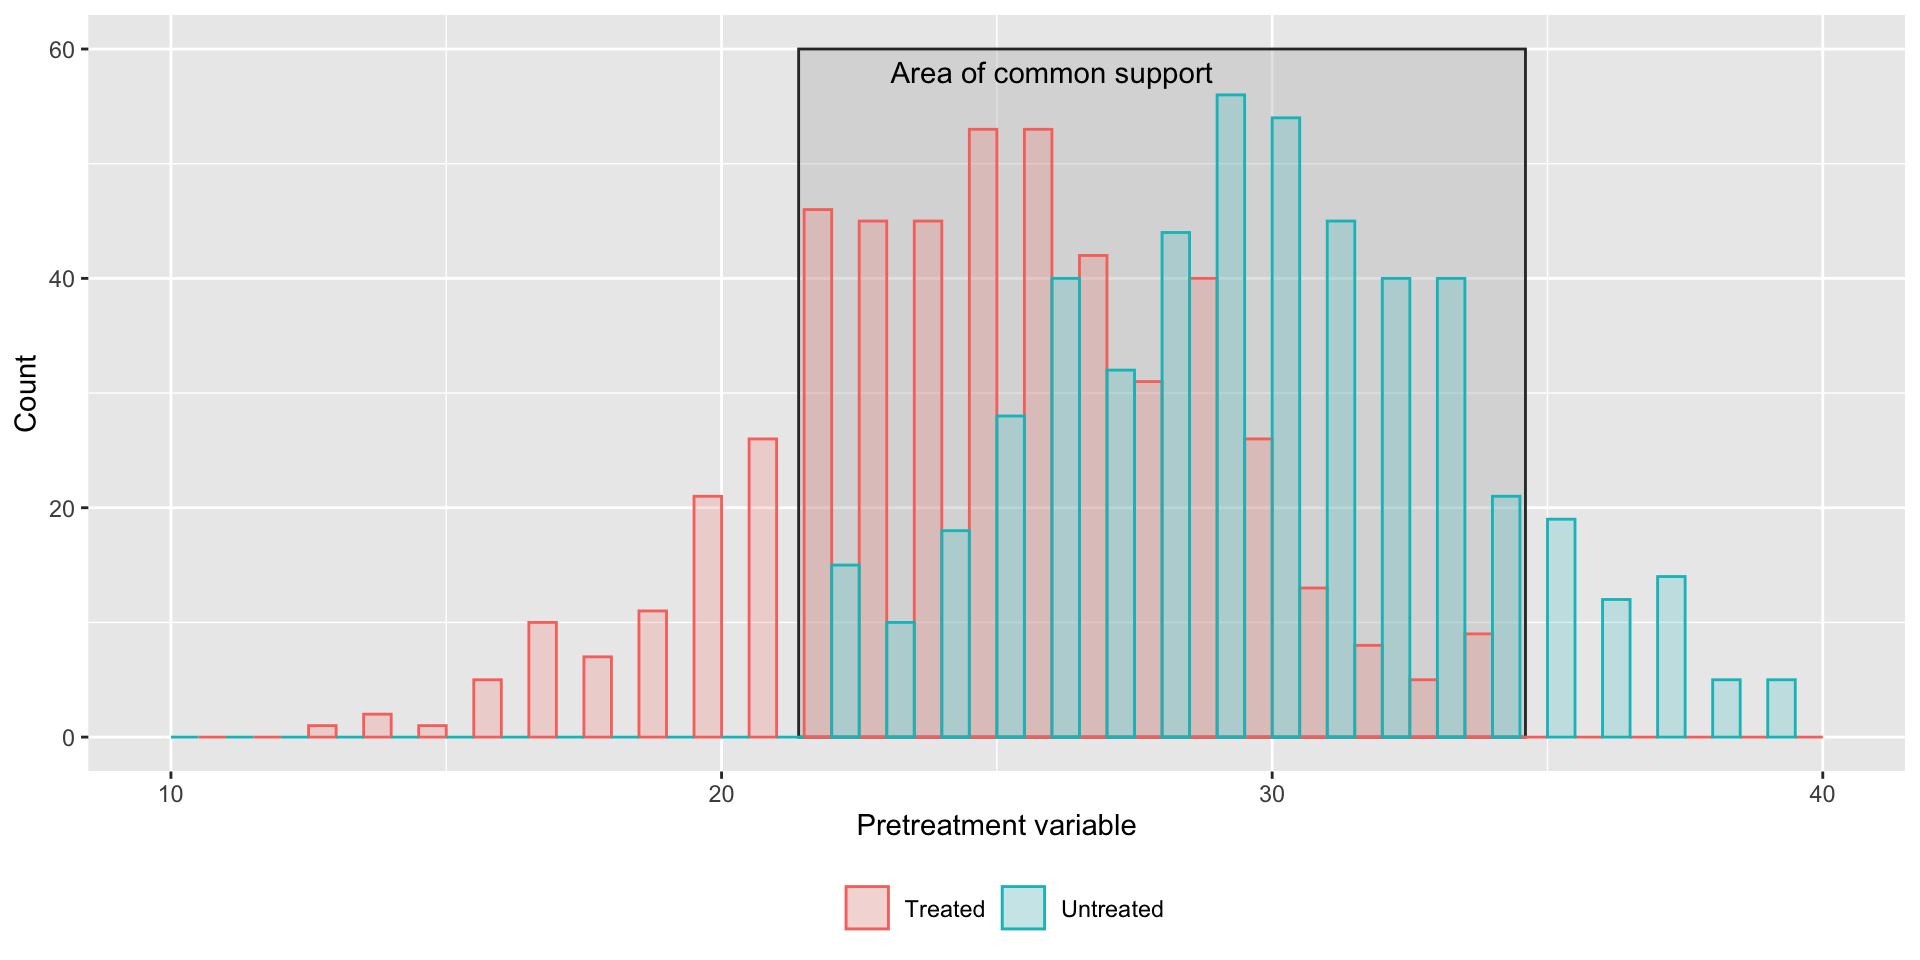 60
Area of common support
40
Count
20
0
10 20 30 40
Pretreatment variable
Treated Untreated